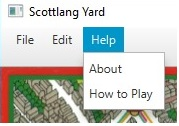 Scottlang Yard
File Edit Help
About
How to Play